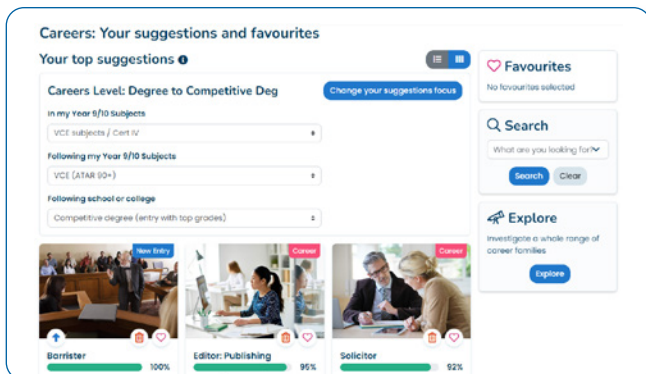 Careers: Your suggestions and favourites
Your top suggestions
Careers Level: Degree to Competitive Deg
Change your suggestions focus
In my Year 9/10 Subjects
VCE subjects / Cert IV
Following my Year 9/10 Subjects
VCE (ATAR 90+)
Following school or college
Competitive degree (entry with top grades)
New Entry
Barrister
100%
Career
Editor: Publishing
95%
Career
Solicitor
92%
Favourites
No favourites selected
Search
What are you looking for?
Search
Clear
Explore
Investigate a whole range of
career families
Explore